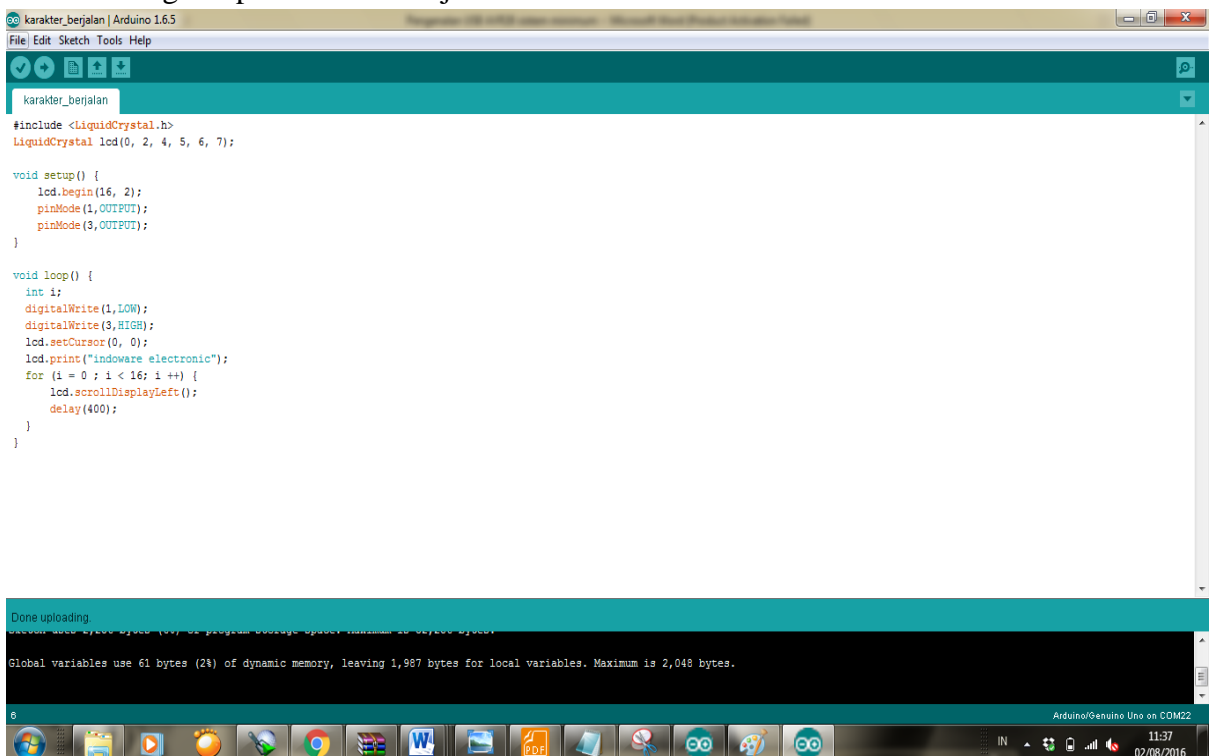 karakter_berjalan | Arduino 1.6.5
File Edit Sketch Tools Help
karakter_berjalan
#include <LiquidCrystal.h>
LiquidCrystal lcd(0, 2, 4, 5, 6, 7);
void setup() {
lcd.begin(16, 2);
pinMode(1,OUTPUT);
pinMode(3,OUTPUT);
}
void loop() {
int i;
digitalWrite(1,LOW);
digitalWrite(3,HIGH);
lcd.setCursor(0, 0);
lcd.print("indoware electronic");
for (i = 0 ; i < 16; i ++) {
lcd.scrollDisplayLeft();
delay(400);
}
}
Done uploading.
Global variables use 61 bytes (2%) of dynamic memory, leaving 1,987 bytes for local variables. Maximum is 2,048 bytes.
6
Arduino/Genuino Uno on COM22
IN
11:37
02/08/2016